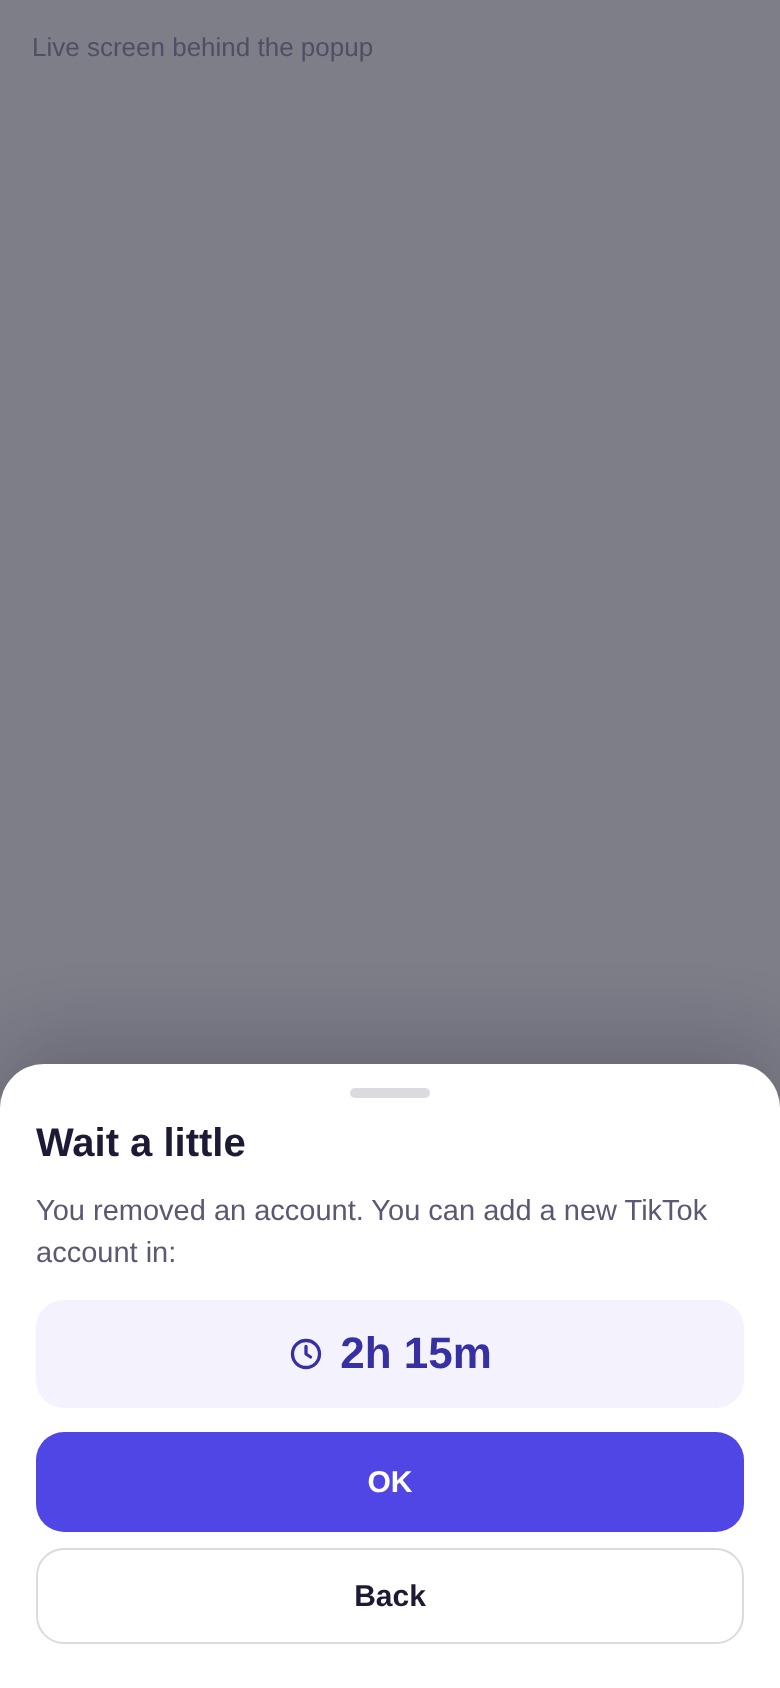 Live screen behind the popup
Wait a little
You removed an account. You can add a new TikTok
account in:
2h 15m
OK
Back